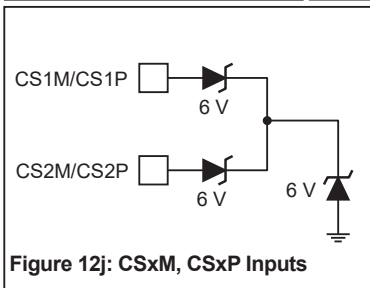 CS1M/CS1P
6 V
CS2M/CS2P
6 V
6 V
Figure 12j: CSxM, CSxP Inputs